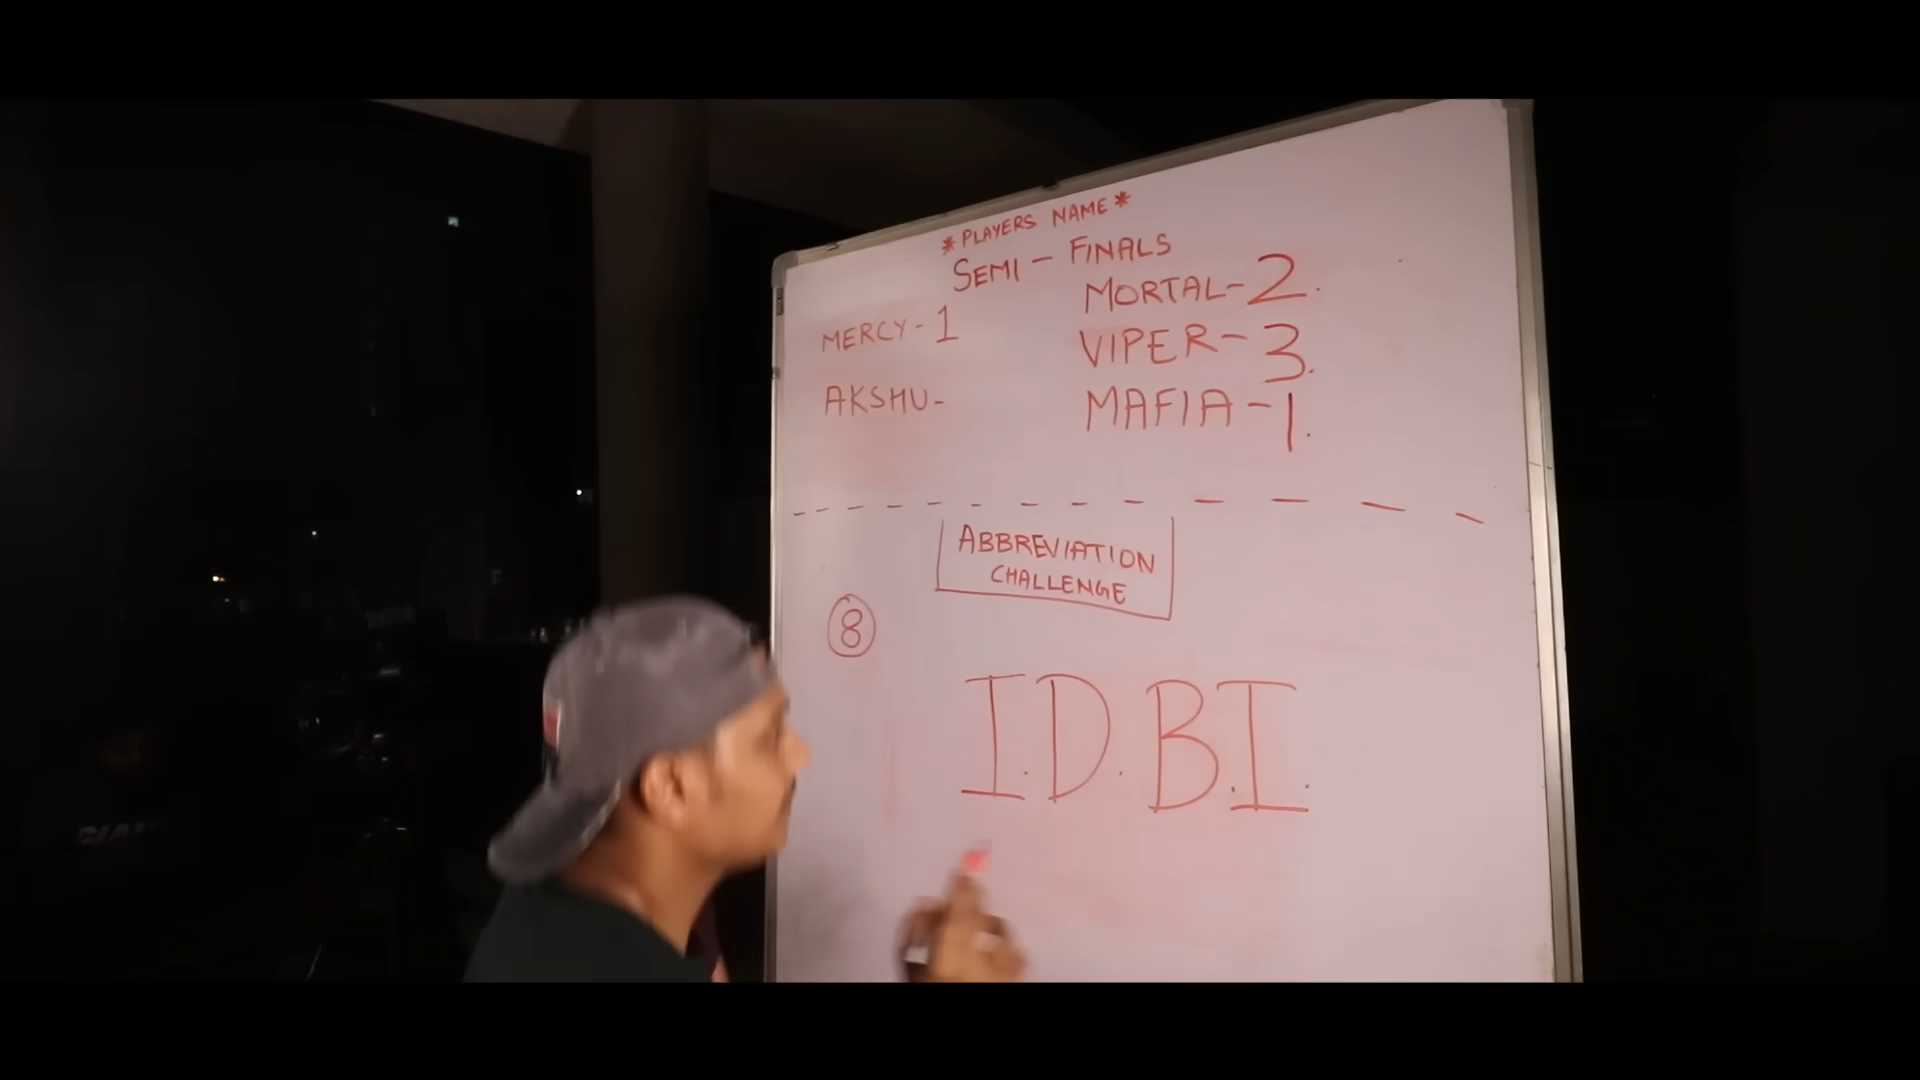 *PLAYERS NAME*
SEMI - FINALS
MERCY - 1
AKSHU-
MORTAL- 2.
VIPER- 3.
MAFIA - 1.
ABBREVIATION
CHALLENGE
8
I.D.B.I.